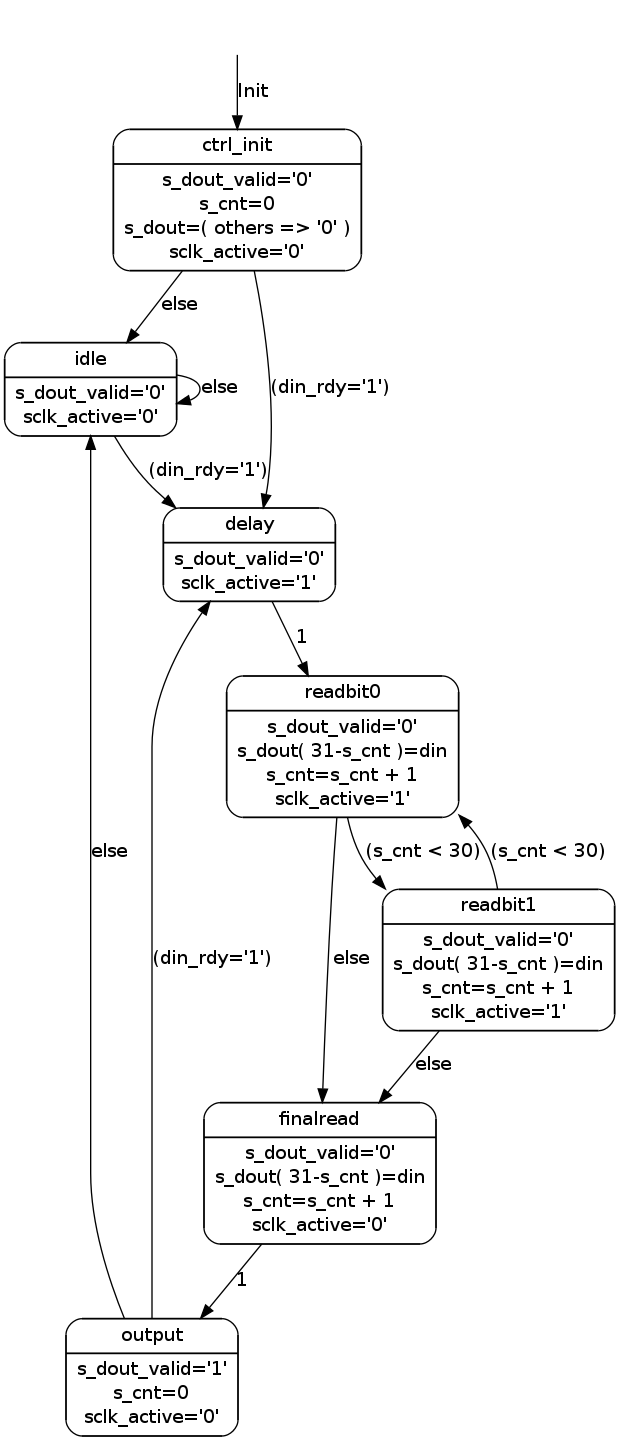 Init
ctrl_init
s_dout_valid='0'
s_cnt=0
s_dout=( others => '0' )
sclk_active='0'
else
idle
s_dout_valid='0'
sclk_active='0'
else
(din_rdy='1')
(din_rdy='1')
delay
s_dout_valid='0'
sclk_active='1'
1
readbit0
s_dout_valid='0'
s_dout( 31-s_cnt )=din
s_cnt=s_cnt + 1
sclk_active='1'
else
(s_cnt < 30)
(s_cnt < 30)
readbit1
s_dout_valid='0'
s_dout( 31-s_cnt )=din
s_cnt=s_cnt + 1
sclk_active='1'
(din_rdy='1')
else
else
finalread
s_dout_valid='0'
s_dout( 31-s_cnt )=din
s_cnt=s_cnt + 1
sclk_active='0'
1
output
s_dout_valid='1'
s_cnt=0
sclk_active='0'